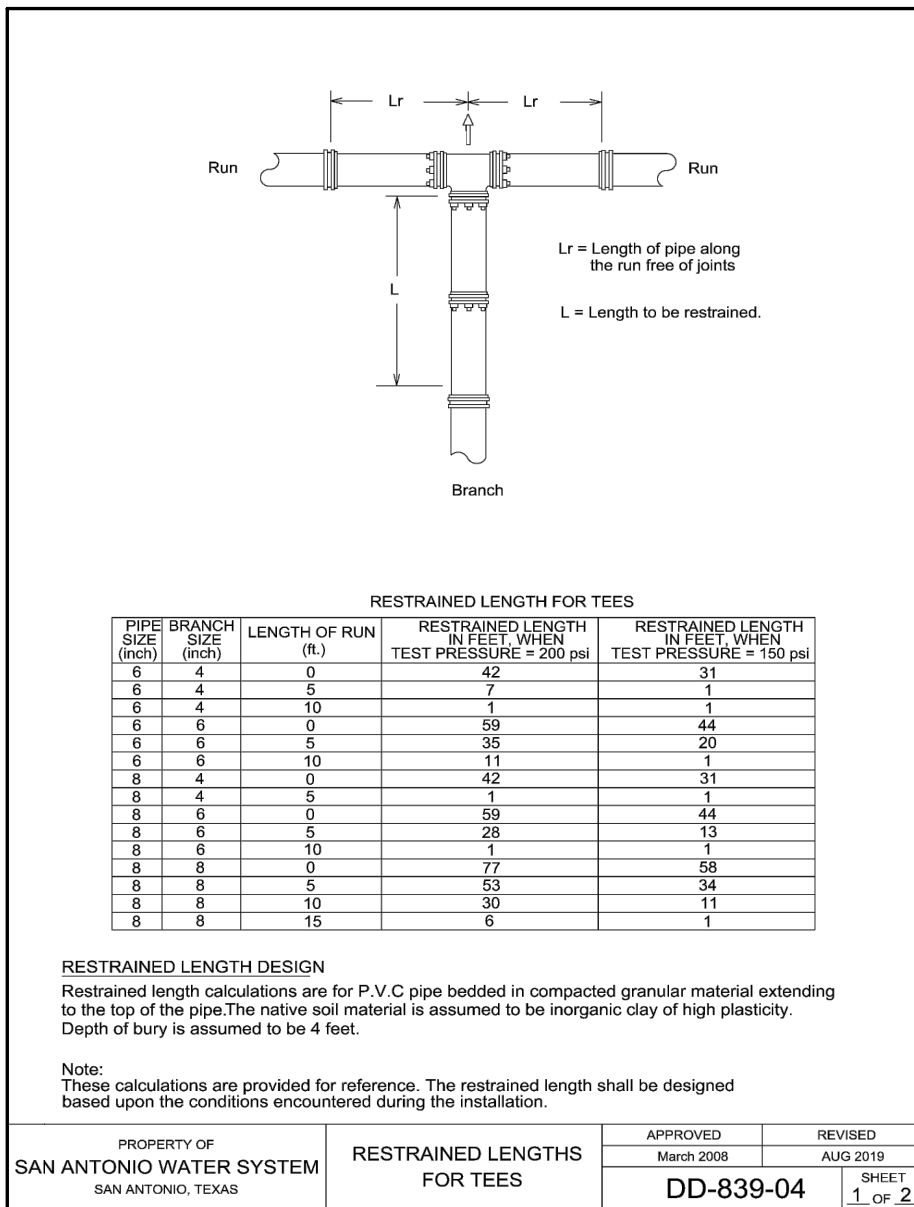 Lr Lr
Run Run
Lr = Length of pipe along
the run free of joints
L
L = Length to be restrained.
Branch
RESTRAINED LENGTH FOR TEES
PIPE SIZE (inch) BRANCH SIZE (inch) LENGTH OF RUN (ft.) RESTRAINED LENGTH IN FEET, WHEN TEST PRESSURE = 200 psi RESTRAINED LENGTH IN FEET, WHEN TEST PRESSURE = 150 psi
6 4 0 42 31
6 4 5 7 1
6 4 10 1 1
6 6 0 59 44
6 6 5 35 20
6 6 10 11 1
8 4 0 42 31
8 4 5 1 1
8 6 0 59 44
8 6 5 28 13
8 6 10 1 1
8 8 0 77 58
8 8 5 53 34
8 8 10 30 11
8 8 15 6 1
RESTRAINED LENGTH DESIGN
Restrained length calculations are for P.V.C pipe bedded in compacted granular material extending
to the top of the pipe.The native soil material is assumed to be inorganic clay of high plasticity.
Depth of bury is assumed to be 4 feet.
Note:
These calculations are provided for reference. The restrained length shall be designed
based upon the conditions encountered during the installation.
PROPERTY OF
SAN ANTONIO WATER SYSTEM
SAN ANTONIO, TEXAS
RESTRAINED LENGTHS
FOR TEES
APPROVED REVISED
March 2008 AUG 2019
DD-839-04
SHEET
1 OF 2